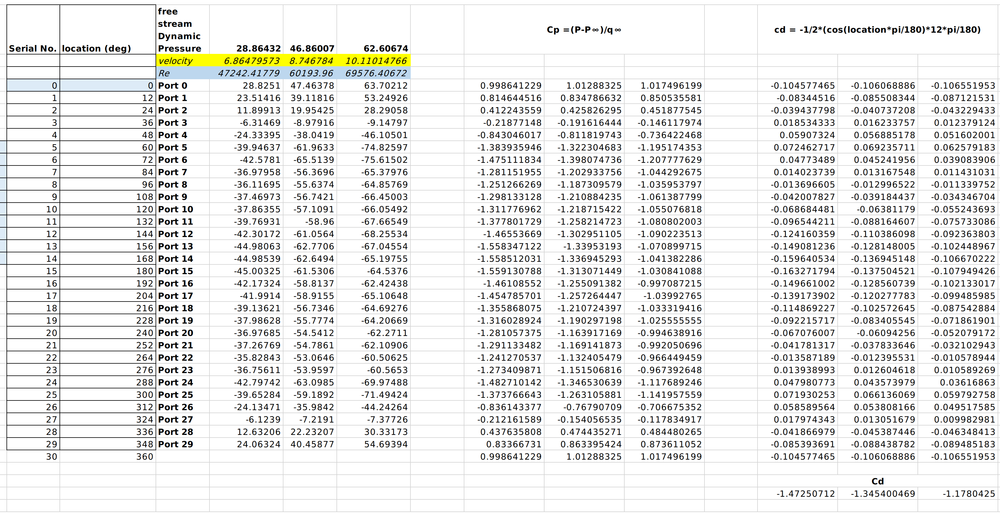 free
stream
Dynamic
Serial No. location (deg) Pressure 28.86432 46.86007 62.60674 Cp =(P-P∞)/q∞ cd = -1/2*(cos(location*pi/180)*12*pi/180)
velocity 6.86479573 8.746784 10.11014766
Re 47242.41779 60193.96 69576.40672
0 0 Port 0 28.8251 47.46378 63.70212 0.998641229 1.01288325 1.017496199 -0.104577465 -0.106068886 -0.106551953
1 12 Port 1 23.51416 39.11816 53.24926 0.814644516 0.834786632 0.850535581 -0.08344516 -0.085508344 -0.087121531
2 24 Port 2 11.89913 19.95425 28.29058 0.412243559 0.425826295 0.451877545 -0.039437798 -0.040737208 -0.043229433
3 36 Port 3 -6.31469 -8.97916 -9.14797 -0.21877148 -0.191616444 -0.146117974 0.018534333 0.016233757 0.012379124
4 48 Port 4 -24.33395 -38.0419 -46.10501 -0.843046017 -0.811819743 -0.736422468 0.05907324 0.056885178 0.051602001
5 60 Port 5 -39.94637 -61.9633 -74.82597 -1.383935946 -1.322304683 -1.195174353 0.072462717 0.069235711 0.062579183
6 72 Port 6 -42.5781 -65.5139 -75.61502 -1.475111834 -1.398074736 -1.207777629 0.04773489 0.045241956 0.039083906
7 84 Port 7 -36.97958 -56.3696 -65.37976 -1.281151955 -1.202933756 -1.044292675 0.014023739 0.013167548 0.011431031
8 96 Port 8 -36.11695 -55.6374 -64.85769 -1.251266269 -1.187309579 -1.035953797 -0.013696605 -0.012996522 -0.011339752
9 108 Port 9 -37.46973 -56.7421 -66.45003 -1.298133128 -1.210884235 -1.061387799 -0.042007827 -0.039184437 -0.034346704
10 120 Port 10 -37.86355 -57.1091 -66.05492 -1.311776962 -1.218715422 -1.055076818 -0.068684481 -0.06381179 -0.055243693
11 132 Port 11 -39.76931 -58.96 -67.66549 -1.377801729 -1.258214723 -1.080802003 -0.096544211 -0.088164607 -0.075733086
12 144 Port 12 -42.30172 -61.0564 -68.25534 -1.46553669 -1.302951105 -1.090223513 -0.124160359 -0.110386098 -0.092363803
13 156 Port 13 -44.98063 -62.7706 -67.04554 -1.558347122 -1.33953193 -1.070899715 -0.149081236 -0.128148005 -0.102448967
14 168 Port 14 -44.98539 -62.6494 -65.19755 -1.558512031 -1.336945293 -1.041382286 -0.159640534 -0.136945148 -0.106670222
15 180 Port 15 -45.00325 -61.5306 -64.5376 -1.559130788 -1.313071449 -1.030841088 -0.163271794 -0.137504521 -0.107949426
16 192 Port 16 -42.17324 -58.8137 -62.42438 -1.46108552 -1.255091382 -0.997087215 -0.149661002 -0.128560739 -0.102133017
17 204 Port 17 -41.9914 -58.9155 -65.10648 -1.454785701 -1.257264447 -1.03992765 -0.139173902 -0.120277783 -0.099485985
18 216 Port 18 -39.13621 -56.7346 -64.69276 -1.355868075 -1.210724397 -1.033319416 -0.114869227 -0.102572645 -0.087542884
19 228 Port 19 -37.98628 -55.7774 -64.20669 -1.316028924 -1.190297198 -1.025555555 -0.092215717 -0.083405545 -0.071861901
20 240 Port 20 -36.97685 -54.5412 -62.2711 -1.281057375 -1.163917169 -0.994638916 -0.067076007 -0.06094256 -0.052079172
21 252 Port 21 -37.26769 -54.7861 -62.10906 -1.291133482 -1.169141873 -0.992050696 -0.041781317 -0.037833646 -0.032102943
22 264 Port 22 -35.82843 -53.0646 -60.50625 -1.241270537 -1.132405479 -0.966449459 -0.013587189 -0.012395531 -0.010578944
23 276 Port 23 -36.75611 -53.9597 -60.5653 -1.273409871 -1.151506816 -0.967392648 0.013938993 0.012604618 0.010589269
24 288 Port 24 -42.79742 -63.0985 -69.97488 -1.482710142 -1.346530639 -1.117689246 0.047980773 0.043573979 0.03616863
25 300 Port 25 -39.65284 -59.1892 -71.49424 -1.373766643 -1.263105881 -1.141957559 0.071930253 0.066136069 0.059792758
26 312 Port 26 -24.13471 -35.9842 -44.24264 -0.836143377 -0.76790709 -0.706675352 0.058589564 0.053808166 0.049517585
27 324 Port 27 -6.1239 -7.2191 -7.37726 -0.212161589 -0.154056535 -0.117834917 0.017974343 0.013051679 0.009982981
28 336 Port 28 12.63206 22.23207 30.33173 0.437635808 0.474435271 0.484480265 -0.041866979 -0.045387446 -0.046348413
29 348 Port 29 24.06324 40.45877 54.69394 0.83366731 0.863395424 0.873611052 -0.085393691 -0.088438782 -0.089485183
30 360 0.998641229 1.01288325 1.017496199 -0.104577465 -0.106068886 -0.106551953
Cd
-1.47250712 -1.345400469 -1.1780425